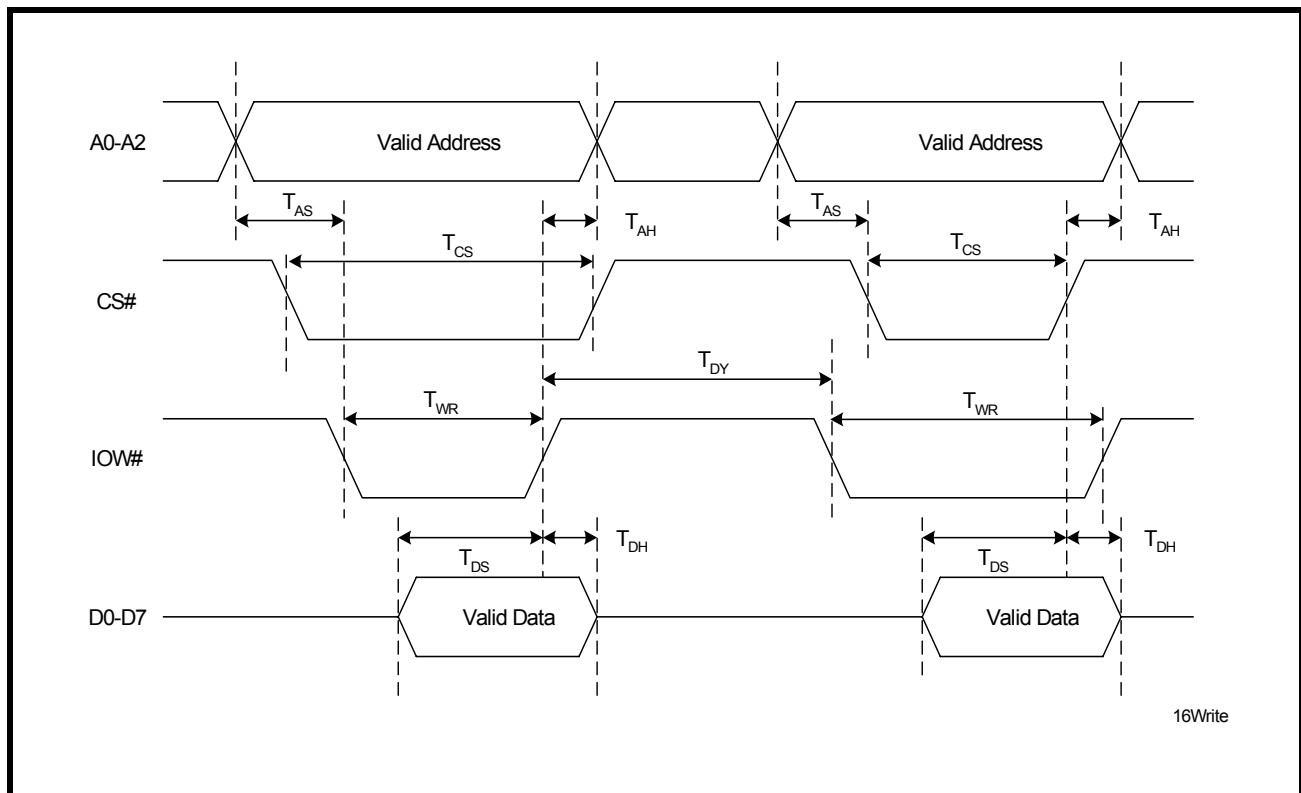 A0-A2
Valid Address
Valid Address
TAS
TAH
TAS
TAH
TCS
TCS
CS#
TDY
TWR
TWR
IOW#
TDS
TDH
TDS
TDH
D0-D7
Valid Data
Valid Data
16Write